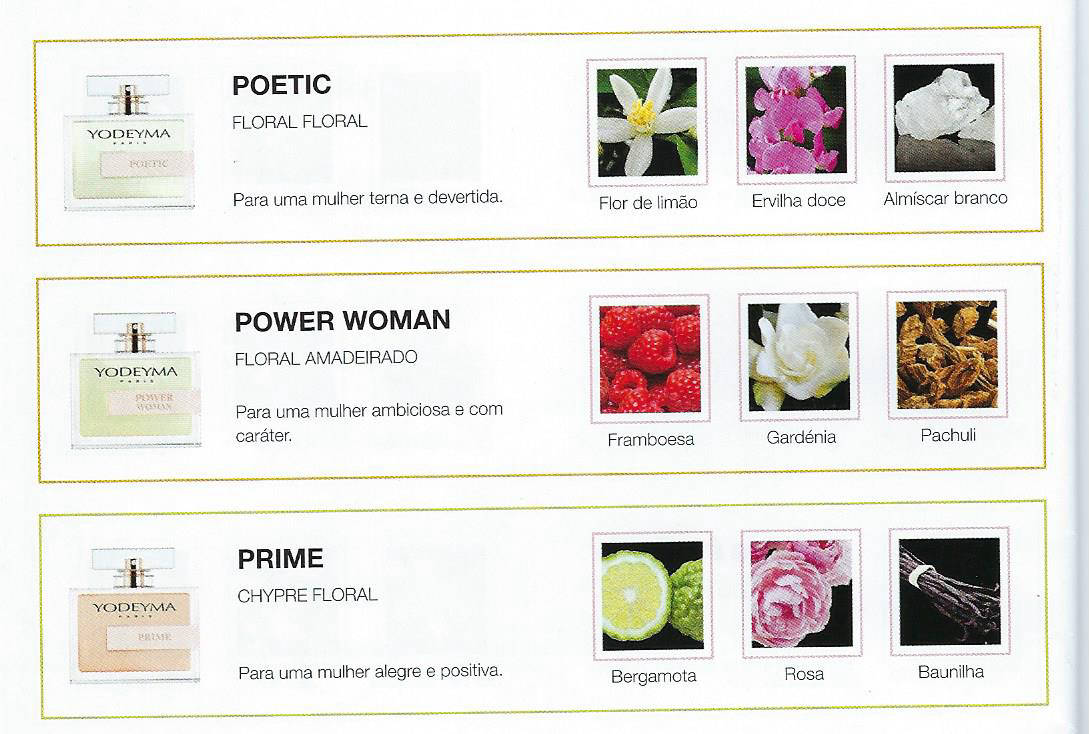 POETIC
FLORAL FLORAL
Para uma mulher terna e devertida.
YODEYMA
PARIS
POETIC
Flor de limão
Ervilha doce
Almíscar branco
POWER WOMAN
FLORAL AMADEIRADO
Para uma mulher ambiciosa e com
caráter.
YODEYMA
PARIS
POWER
WOMAN
Framboesa
Gardénia
Pachuli
PRIME
CHYPRE FLORAL
Para uma mulher alegre e positiva.
YODEYMA
PARIS
PRIME
Bergamota
Rosa
Baunilha